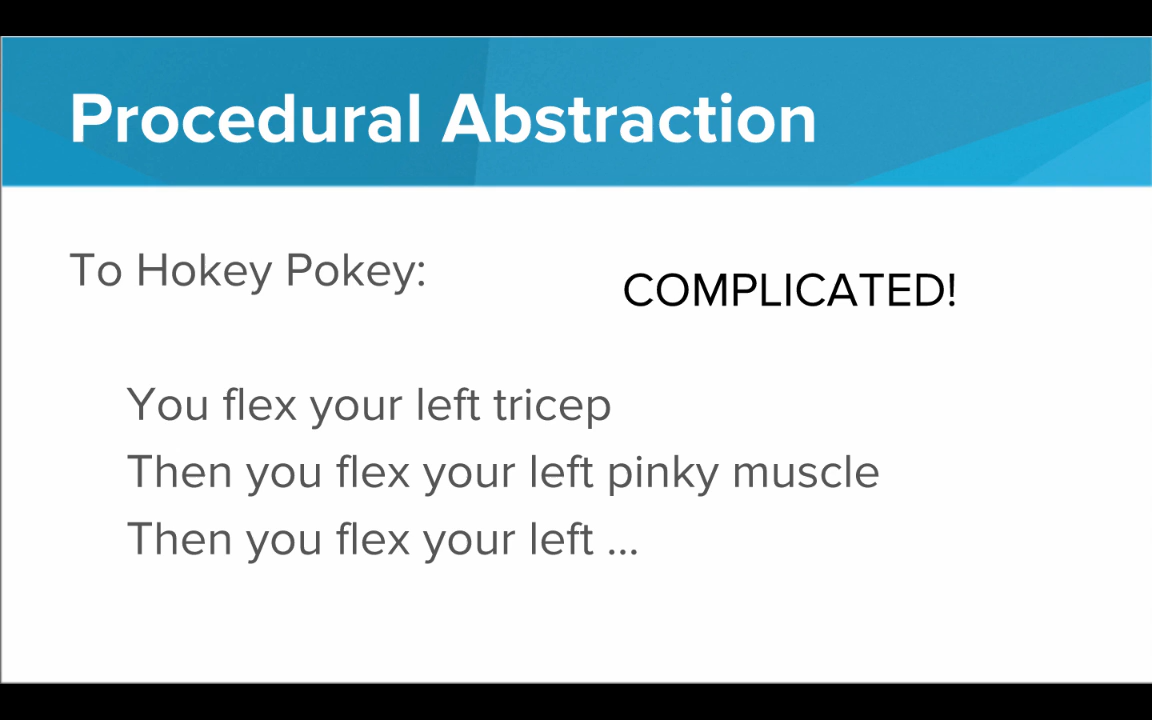 Procedural Abstraction
To Hokey Pokey:
COMPLICATED!
You flex your left tricep
Then you flex your left pinky muscle
Then you flex your left ...